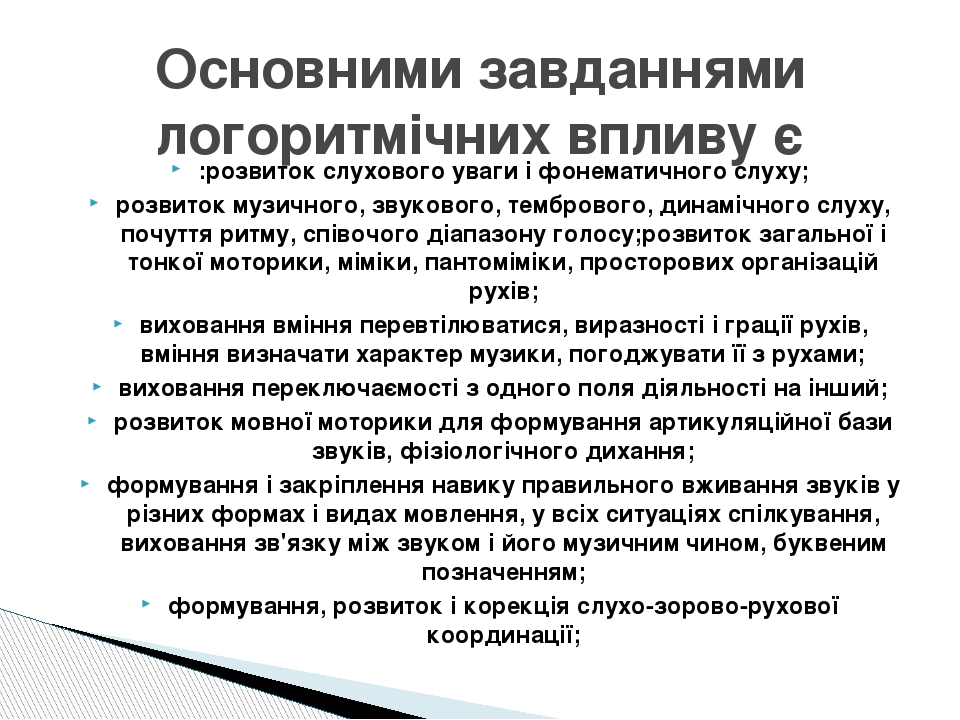 Основними завданнями
логоритмічних впливу є
:розвиток слухового уваги і фонематичного слуху;
розвиток музичного, звукового, тембрового, динамічного слуху,
почуття ритму, співочого діапазону голосу;розвиток загальної і
тонкої моторики, міміки, пантоміміки, просторових організацій
рухів;
виховання вміння перевтілюватися, виразності і грації рухів,
вміння визначати характер музики, погоджувати її з рухами;
виховання переключаємості з одного поля діяльності на інший;
розвиток мовної моторики для формування артикуляційної бази
звуків, фізіологічного дихання;
формування і закріплення навику правильного вживання звуків у
різних формах і видах мовлення, у всіх ситуаціях спілкування,
виховання зв'язку між звуком і його музичним чином, буквеним
позначенням;
формування, розвиток і корекція слухо-зорово-рухової
координації;